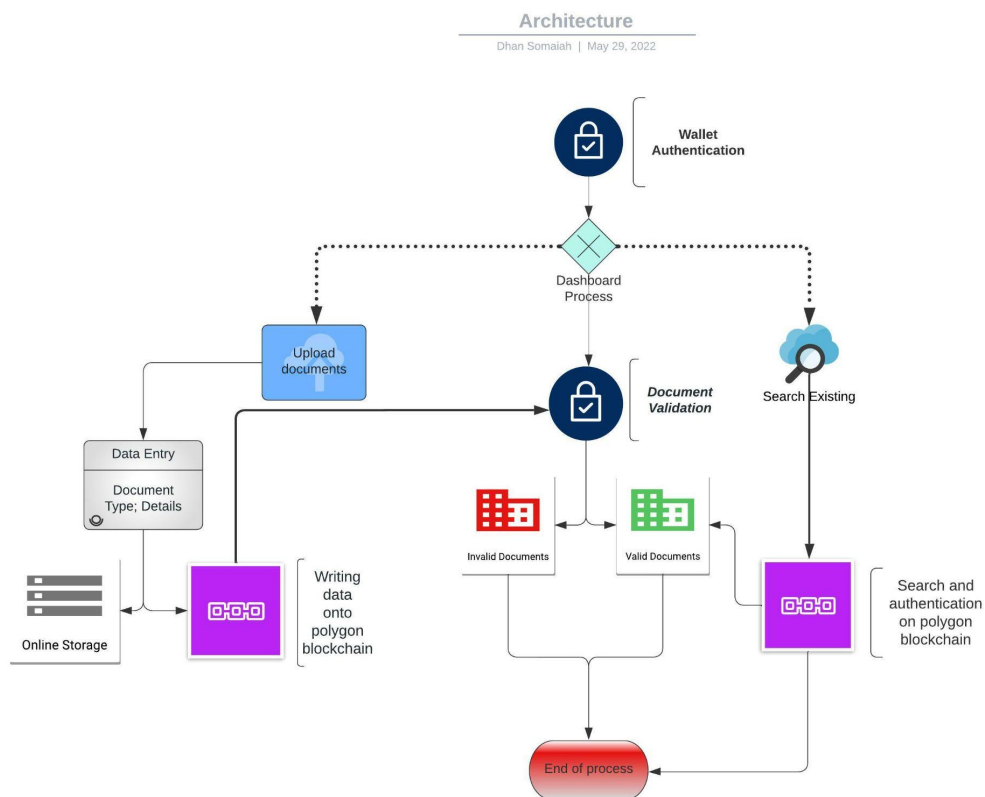 Architecture
Dhan Somaiah | May 29, 2022
Wallet
Authentication
Dashboard
Process
Upload
documents
Search Existing
Document
Validation
Data Entry
Document
Type; Details
Invalid Documents
Valid Documents
Online Storage
Writing
data
onto
polygon
blockchain
Search and
authentication
on polygon
blockchain
End of process